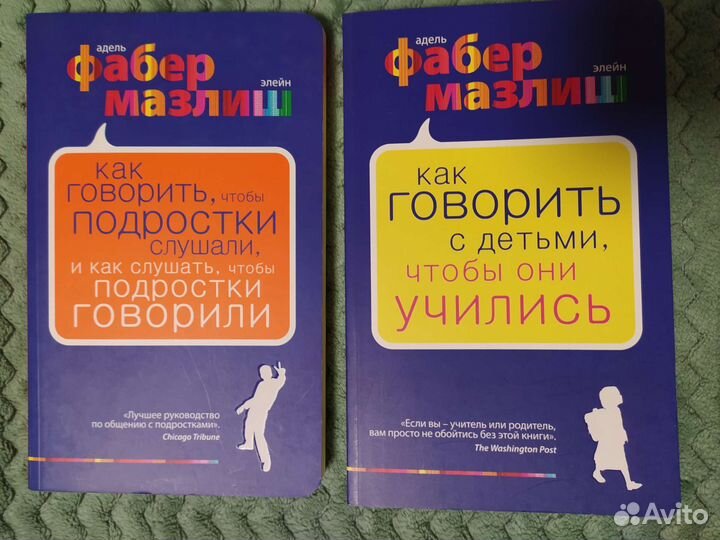 адель
фабер
элейн
мазлиш
как
говорить, чтобы
подростки
слушали,
и как слушать, чтобы
подростки
говорили
«Лучшее руководство
по общению с подростками».
Chicago Tribune
адель
фабер
элейн
мазлиш
как
говорить
с детьми,
чтобы они
учились
«Если вы – учитель или родитель,
вам просто не обойтись без этой книги».
The Washington Post
Avito